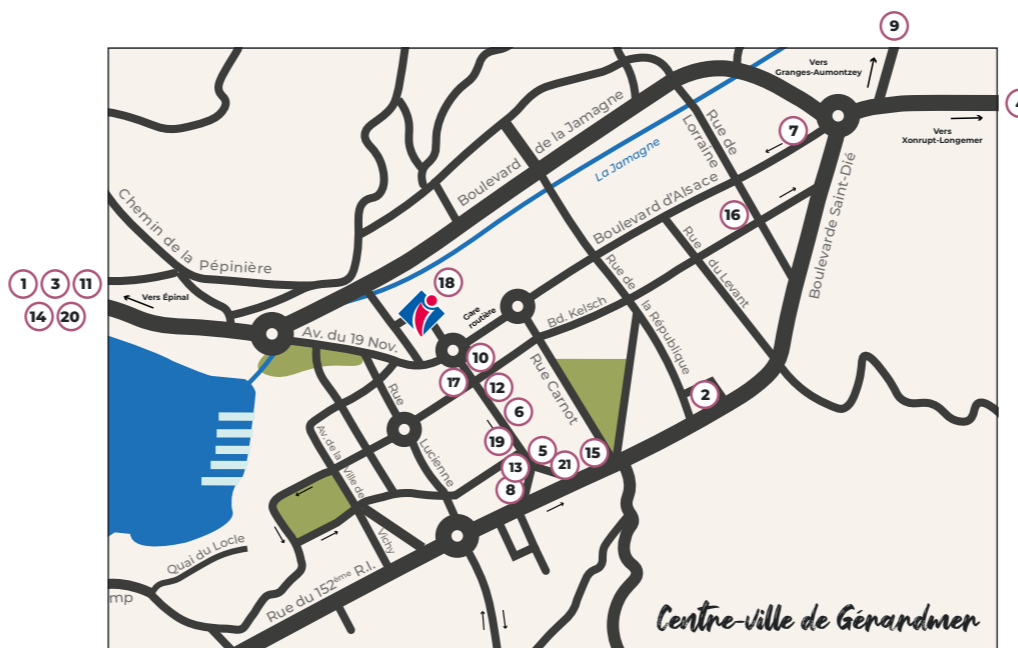 9
Vers
Granges-Aumontzey
4
Vers
Xonrupt-Longemer
7
Rue de
Lorraine
Boulevard de la Jamagne
La Jamagne
Boulevard d'Alsace
16
Boulevarde Saint-Dié
Chemin de la
Pépinière
Rue
du Levant
Rue de
la République
1
3
11
Vers Épinal
14
20
18
Gare
routière
Bd. Kelsch
Av. du 19 Nov.
10
17
12
6
Rue Carnot
2
Rue
Lucienne
19
5
21
15
13
8
Av. de la Ville de
Vichy
Quai du Locle
Rue du 152ème R.I.
mp
Centre-ville de Gérardmer